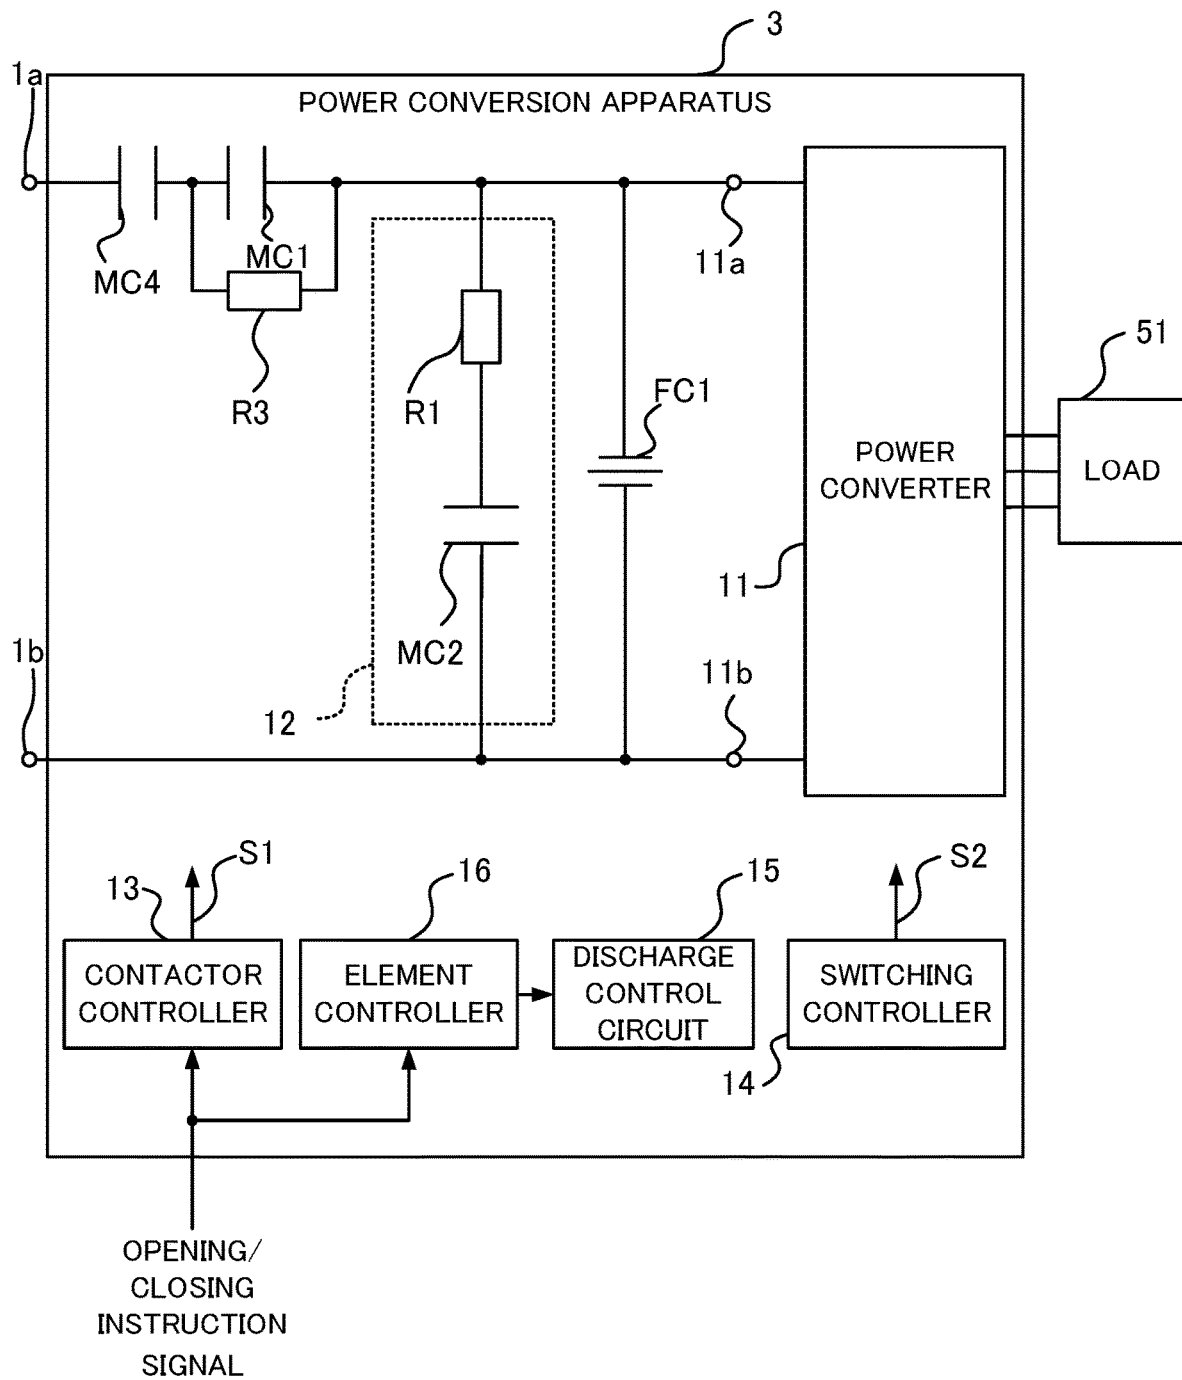 3
1a
POWER CONVERSION APPARATUS
MC4
MC1
11a
R3
R1
FC1
51
POWER
CONVERTER
LOAD
11
MC2
1b
12
11b
S1
S2
13
16
15
CONTACTOR
CONTROLLER
ELEMENT
CONTROLLER
DISCHARGE
CONTROL
CIRCUIT
SWITCHING
CONTROLLER
14
OPENING/
CLOSING
INSTRUCTION
SIGNAL